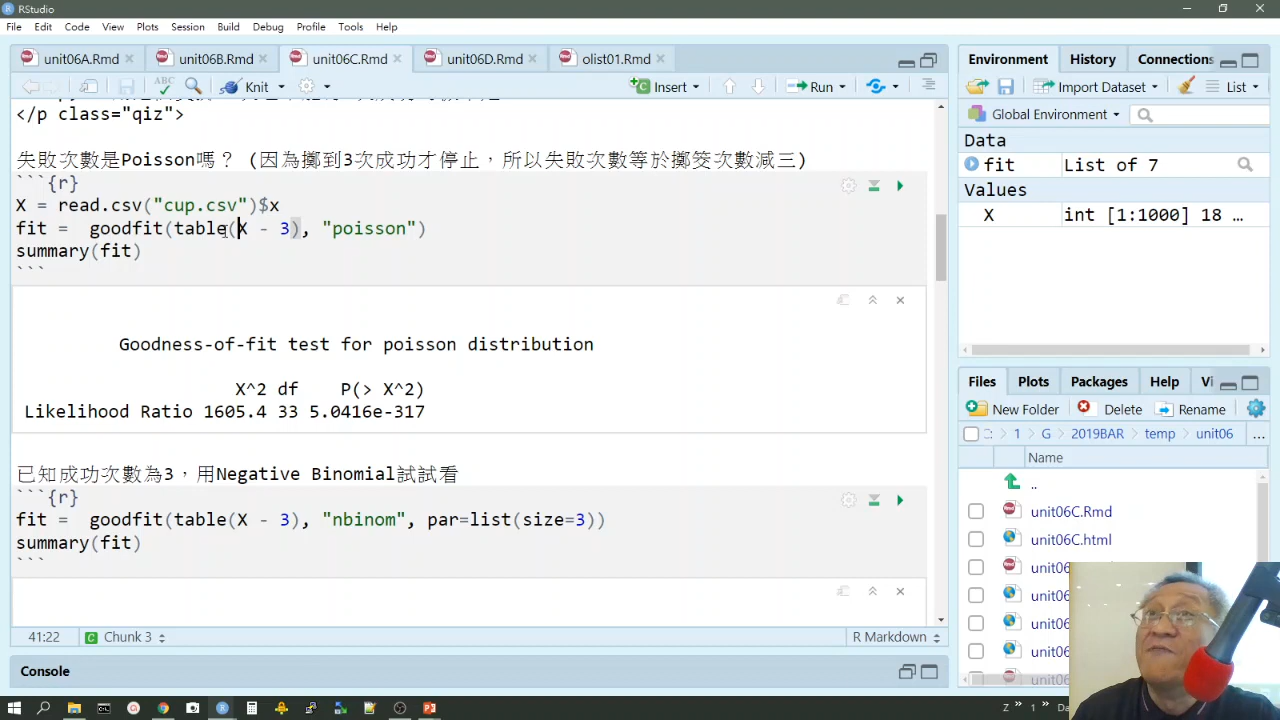 RStudio
File Edit Code View Plots Session Build Debug Profile Tools Help
unit06A.Rmd unit06B.Rmd unit06C.Rmd unit06D.Rmd olist01.Rmd
ABC Knit Insert Run
</p class="qiz">
失敗次數是Poisson嗎？ (因為擲到3次成功才停止，所以失敗次數等於擲筊次數減三)
```{r}
X = read.csv("cup.csv")$x
fit =  goodfit(table(X - 3), "poisson")
summary(fit)
```
Goodness-of-fit test for poisson distribution
X^2 df    P(> X^2)
Likelihood Ratio 1605.4 33 5.0416e-317
已知成功次數為3，用Negative Binomial試試看
```{r}
fit =  goodfit(table(X - 3), "nbinom", par=list(size=3))
summary(fit)
```
41:22 Chunk 3 R Markdown
Console
Environment History Connections
Import Dataset List
Global Environment
Data
fit List of 7
Values
X int [1:1000] 18 …
Files Plots Packages Help Vi
New Folder Delete Rename
C: 1 G 2019BAR temp unit06 ...
Name
..
unit06C.Rmd
unit06C.html
unit06
unit06
unit06
unit06